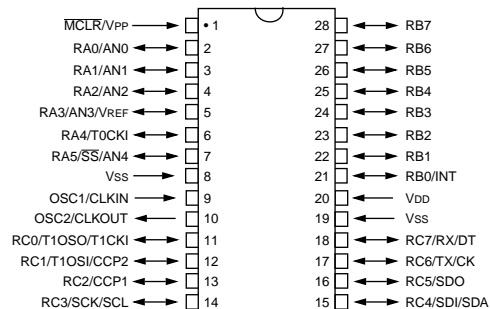 MCLR/VPP • 1 28 RB7
RA0/AN0 2 27 RB6
RA1/AN1 3 26 RB5
RA2/AN2 4 25 RB4
RA3/AN3/VREF 5 24 RB3
RA4/T0CKI 6 23 RB2
RA5/SS/AN4 7 22 RB1
VSS 8 21 RB0/INT
OSC1/CLKIN 9 20 VDD
OSC2/CLKOUT 10 19 VSS
RC0/T1OSO/T1CKI 11 18 RC7/RX/DT
RC1/T1OSI/CCP2 12 17 RC6/TX/CK
RC2/CCP1 13 16 RC5/SDO
RC3/SCK/SCL 14 15 RC4/SDI/SDA